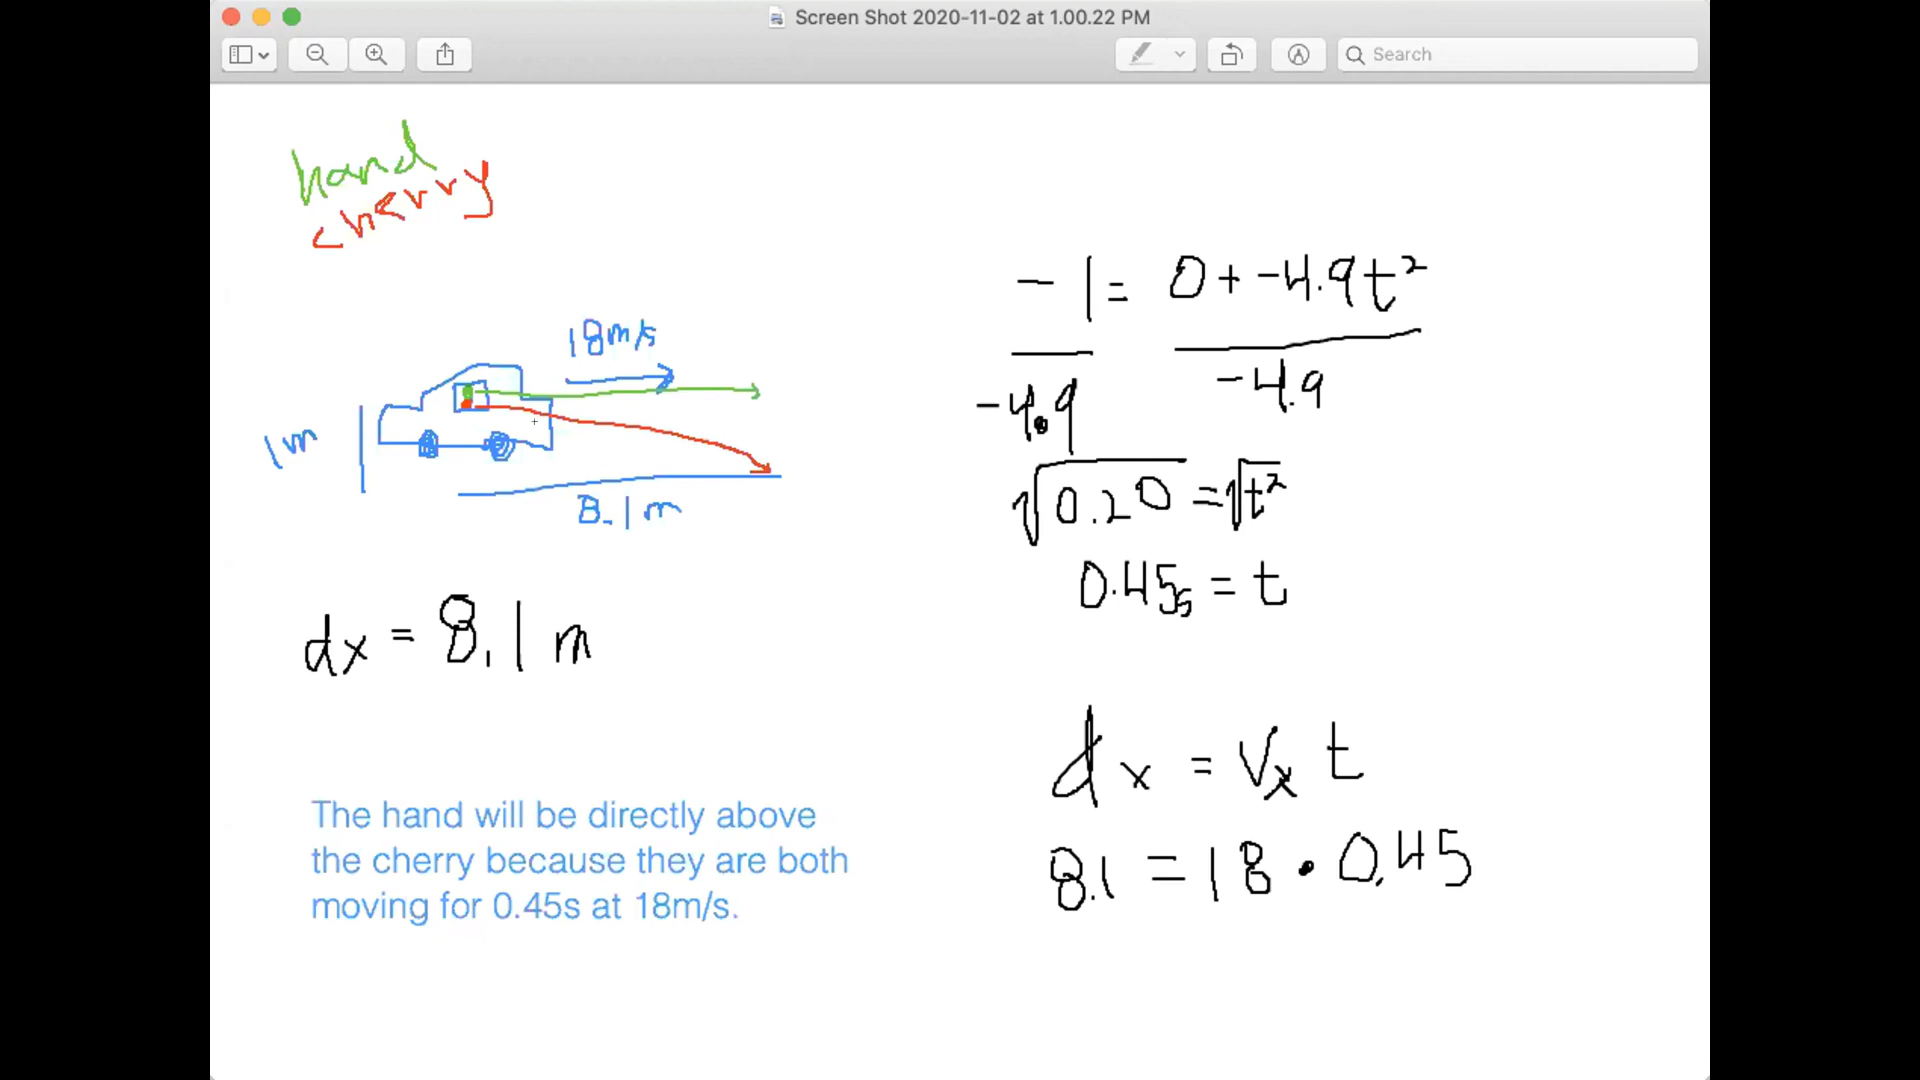 Screen Shot 2020-11-02 at 1.00.22 PM
Search
hand
cherry
18m/s
1m
8.1m
dx = 8.1 m
The hand will be directly above
the cherry because they are both
moving for 0.45s at 18m/s.
-1 = 0 + -4.9t²
-4.9 -4.9
√0.20 = √t²
0.45s = t
dx = Vx t
8.1 = 18 • 0.45